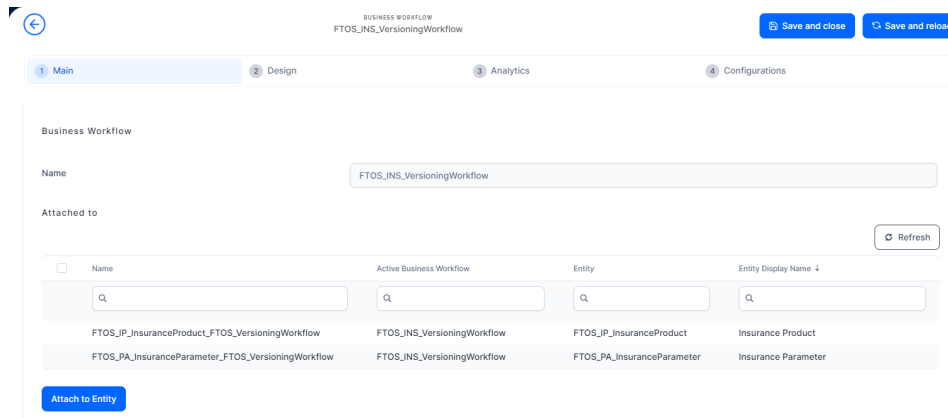 BUSINESS WORKFLOW
FTOS_INS_VersioningWorkflow
Save and close
Save and reload
1 Main
2 Design
3 Analytics
4 Configurations
Business Workflow
Name
FTOS_INS_VersioningWorkflow
Attached to
Refresh
Name Active Business Workflow Entity Entity Display Name ↓
FTOS_IP_InsuranceProduct_FTOS_VersioningWorkflow FTOS_INS_VersioningWorkflow FTOS_IP_InsuranceProduct Insurance Product
FTOS_PA_InsuranceParameter_FTOS_VersioningWorkflow FTOS_INS_VersioningWorkflow FTOS_PA_InsuranceParameter Insurance Parameter
Attach to Entity